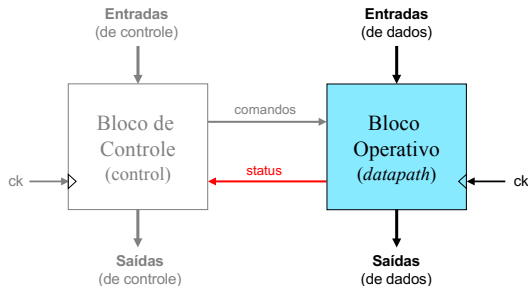 Entradas
(de controle)
Entradas
(de dados)
Bloco de
Controle
(control)
comandos
status
Bloco
Operativo
(datapath)
ck
ck
Saídas
(de controle)
Saídas
(de dados)